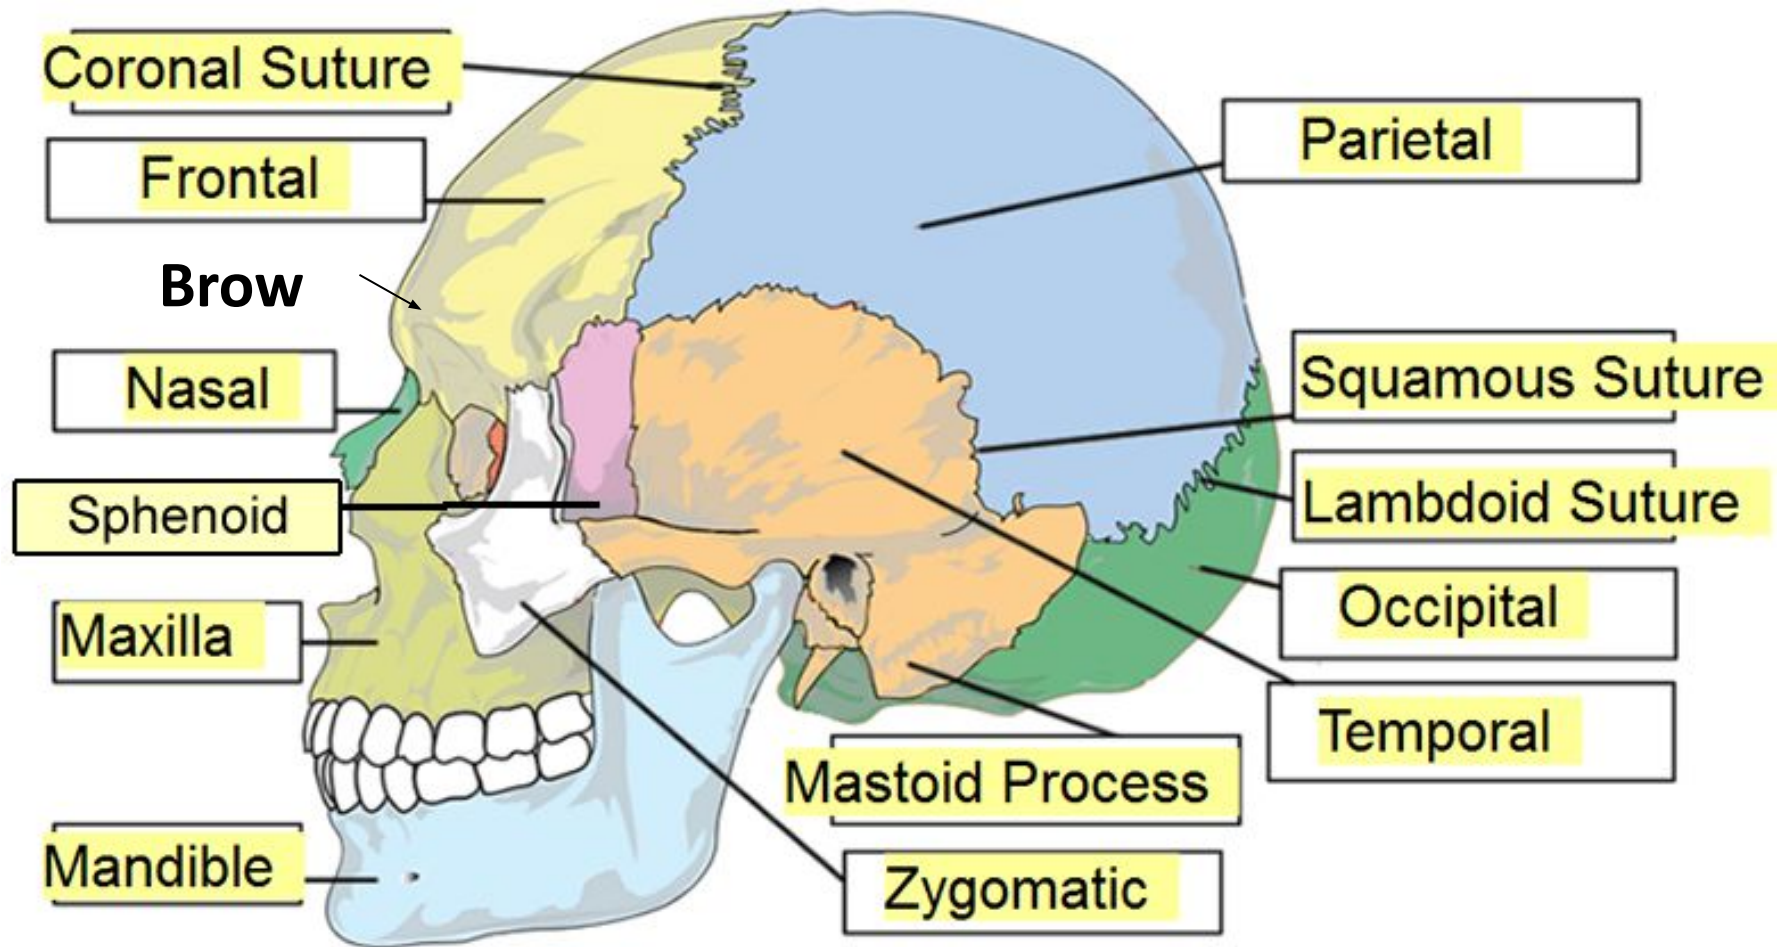 Coronal Suture
Frontal
Brow
Nasal
Sphenoid
Maxilla
Mandible
Parietal
Squamous Suture
Lambdoid Suture
Occipital
Temporal
Mastoid Process
Zygomatic